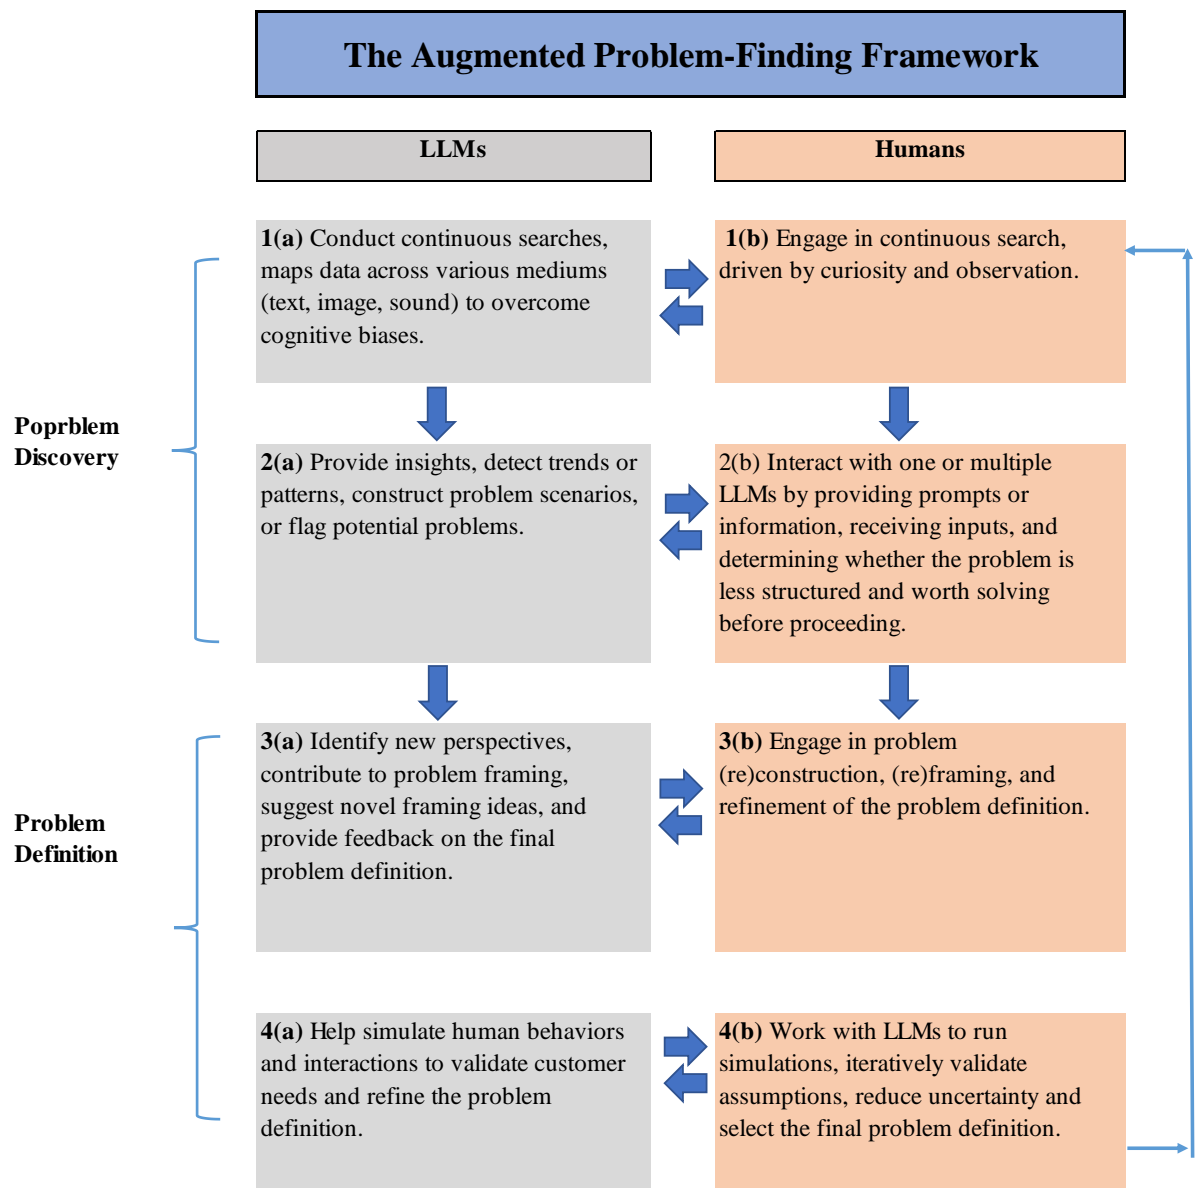 The Augmented Problem-Finding Framework
LLMs
Humans
1(a) Conduct continuous searches,
maps data across various mediums
(text, image, sound) to overcome
cognitive biases.
1(b) Engage in continuous search,
driven by curiosity and observation.
Poprblem
Discovery
2(a) Provide insights, detect trends or
patterns, construct problem scenarios,
or flag potential problems.
2(b) Interact with one or multiple
LLMs by providing prompts or
information, receiving inputs, and
determining whether the problem is
less structured and worth solving
before proceeding.
Problem
Definition
3(a) Identify new perspectives,
contribute to problem framing,
suggest novel framing ideas, and
provide feedback on the final
problem definition.
3(b) Engage in problem
(re)construction, (re)framing, and
refinement of the problem definition.
4(a) Help simulate human behaviors
and interactions to validate customer
needs and refine the problem
definition.
4(b) Work with LLMs to run
simulations, iteratively validate
assumptions, reduce uncertainty and
select the final problem definition.